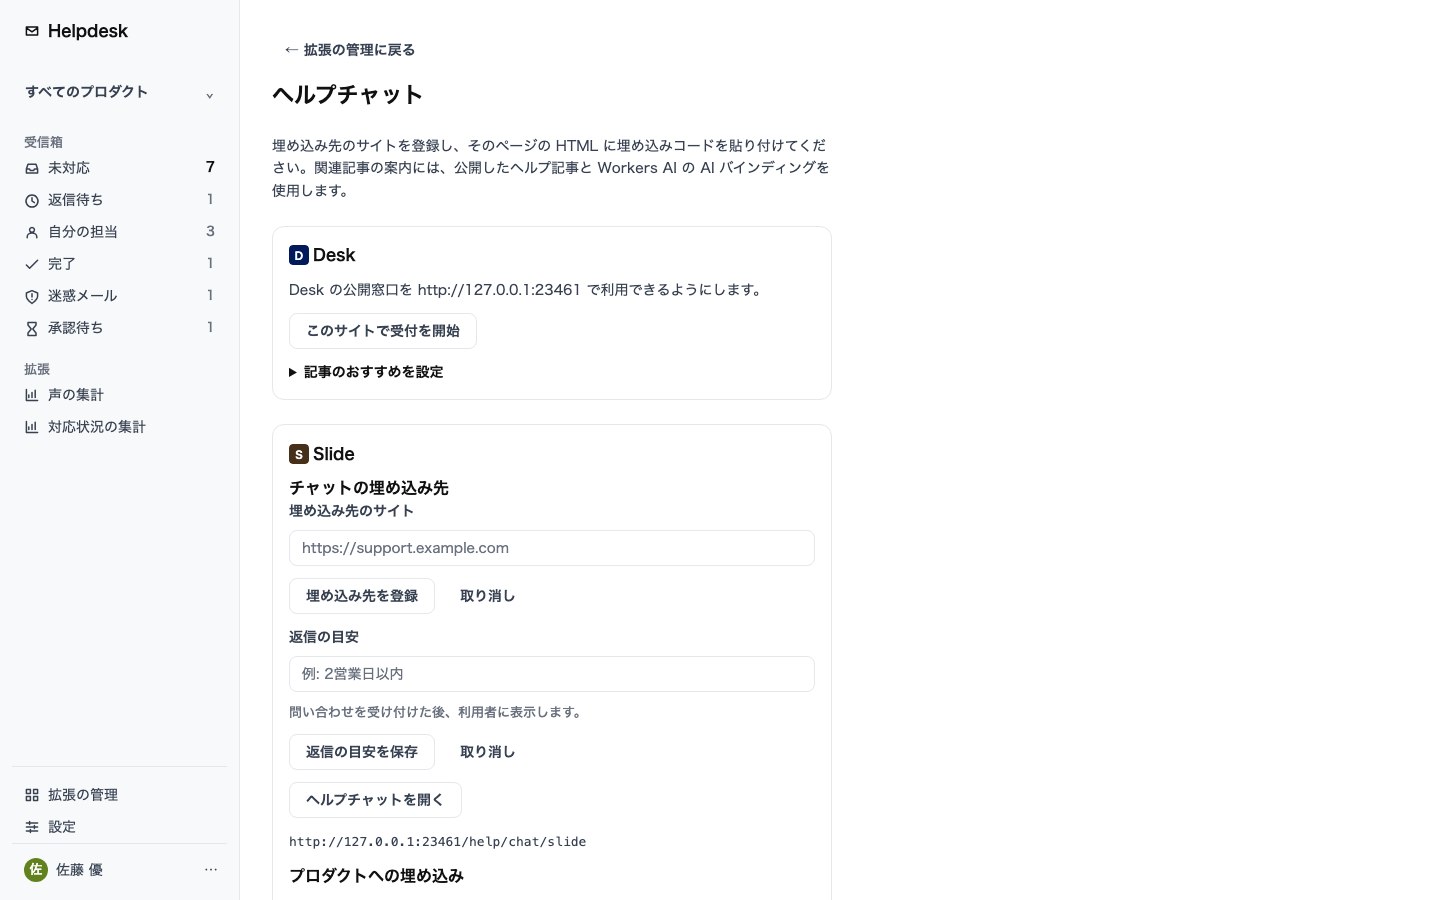 Helpdesk
すべてのプロダクト
受信箱
未対応 7
返信待ち 1
自分の担当 3
完了 1
迷惑メール 1
承認待ち 1
拡張
声の集計
対応状況の集計
拡張の管理
設定
佐 佐藤 優 …
← 拡張の管理に戻る
ヘルプチャット
埋め込み先のサイトを登録し、そのページの HTML に埋め込みコードを貼り付けてくだ
さい。関連記事の案内には、公開したヘルプ記事と Workers AI の AI バインディングを
使用します。
D Desk
Desk の公開窓口を http://127.0.0.1:23461 で利用できるようにします。
このサイトで受付を開始
▶ 記事のおすすめを設定
S Slide
チャットの埋め込み先
埋め込み先のサイト
https://support.example.com
埋め込み先を登録 取り消し
返信の目安
例: 2営業日以内
問い合わせを受け付けた後、利用者に表示します。
返信の目安を保存 取り消し
ヘルプチャットを開く
http://127.0.0.1:23461/help/chat/slide
プロダクトへの埋め込み